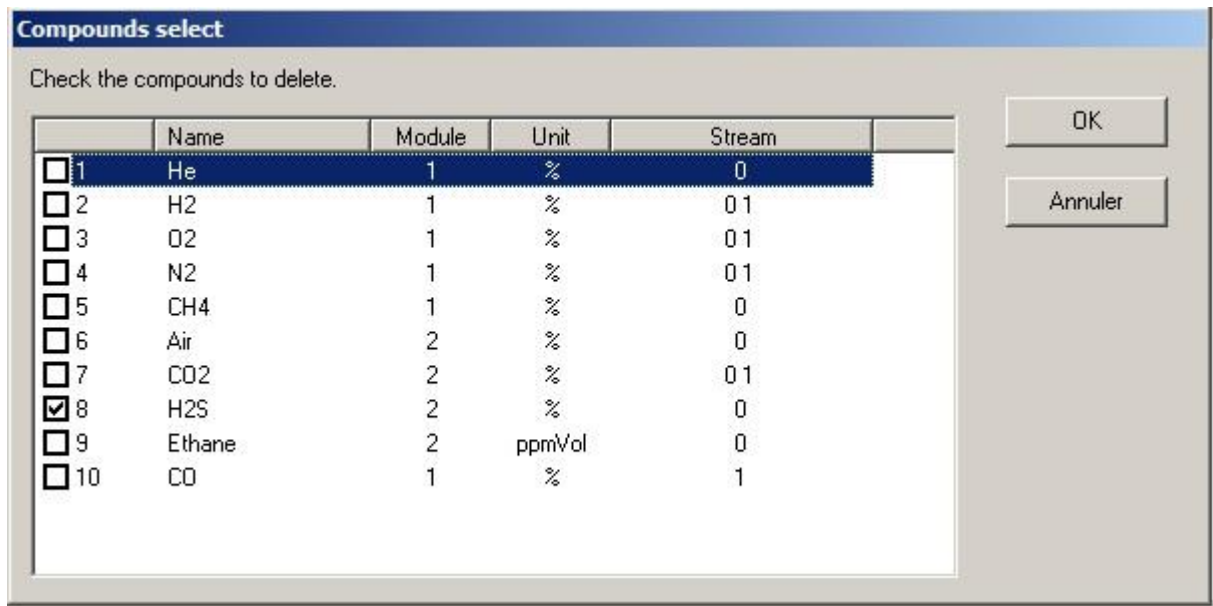 Compounds select
Check the compounds to delete.
Name Module Unit Stream
1 He 1 % 0
2 H2 1 % 0 1
3 O2 1 % 0 1
4 N2 1 % 0 1
5 CH4 1 % 0
6 Air 2 % 0
7 CO2 2 % 0 1
8 H2S 2 % 0
9 Ethane 2 ppmVol 0
10 CO 1 % 1
OK
Annuler